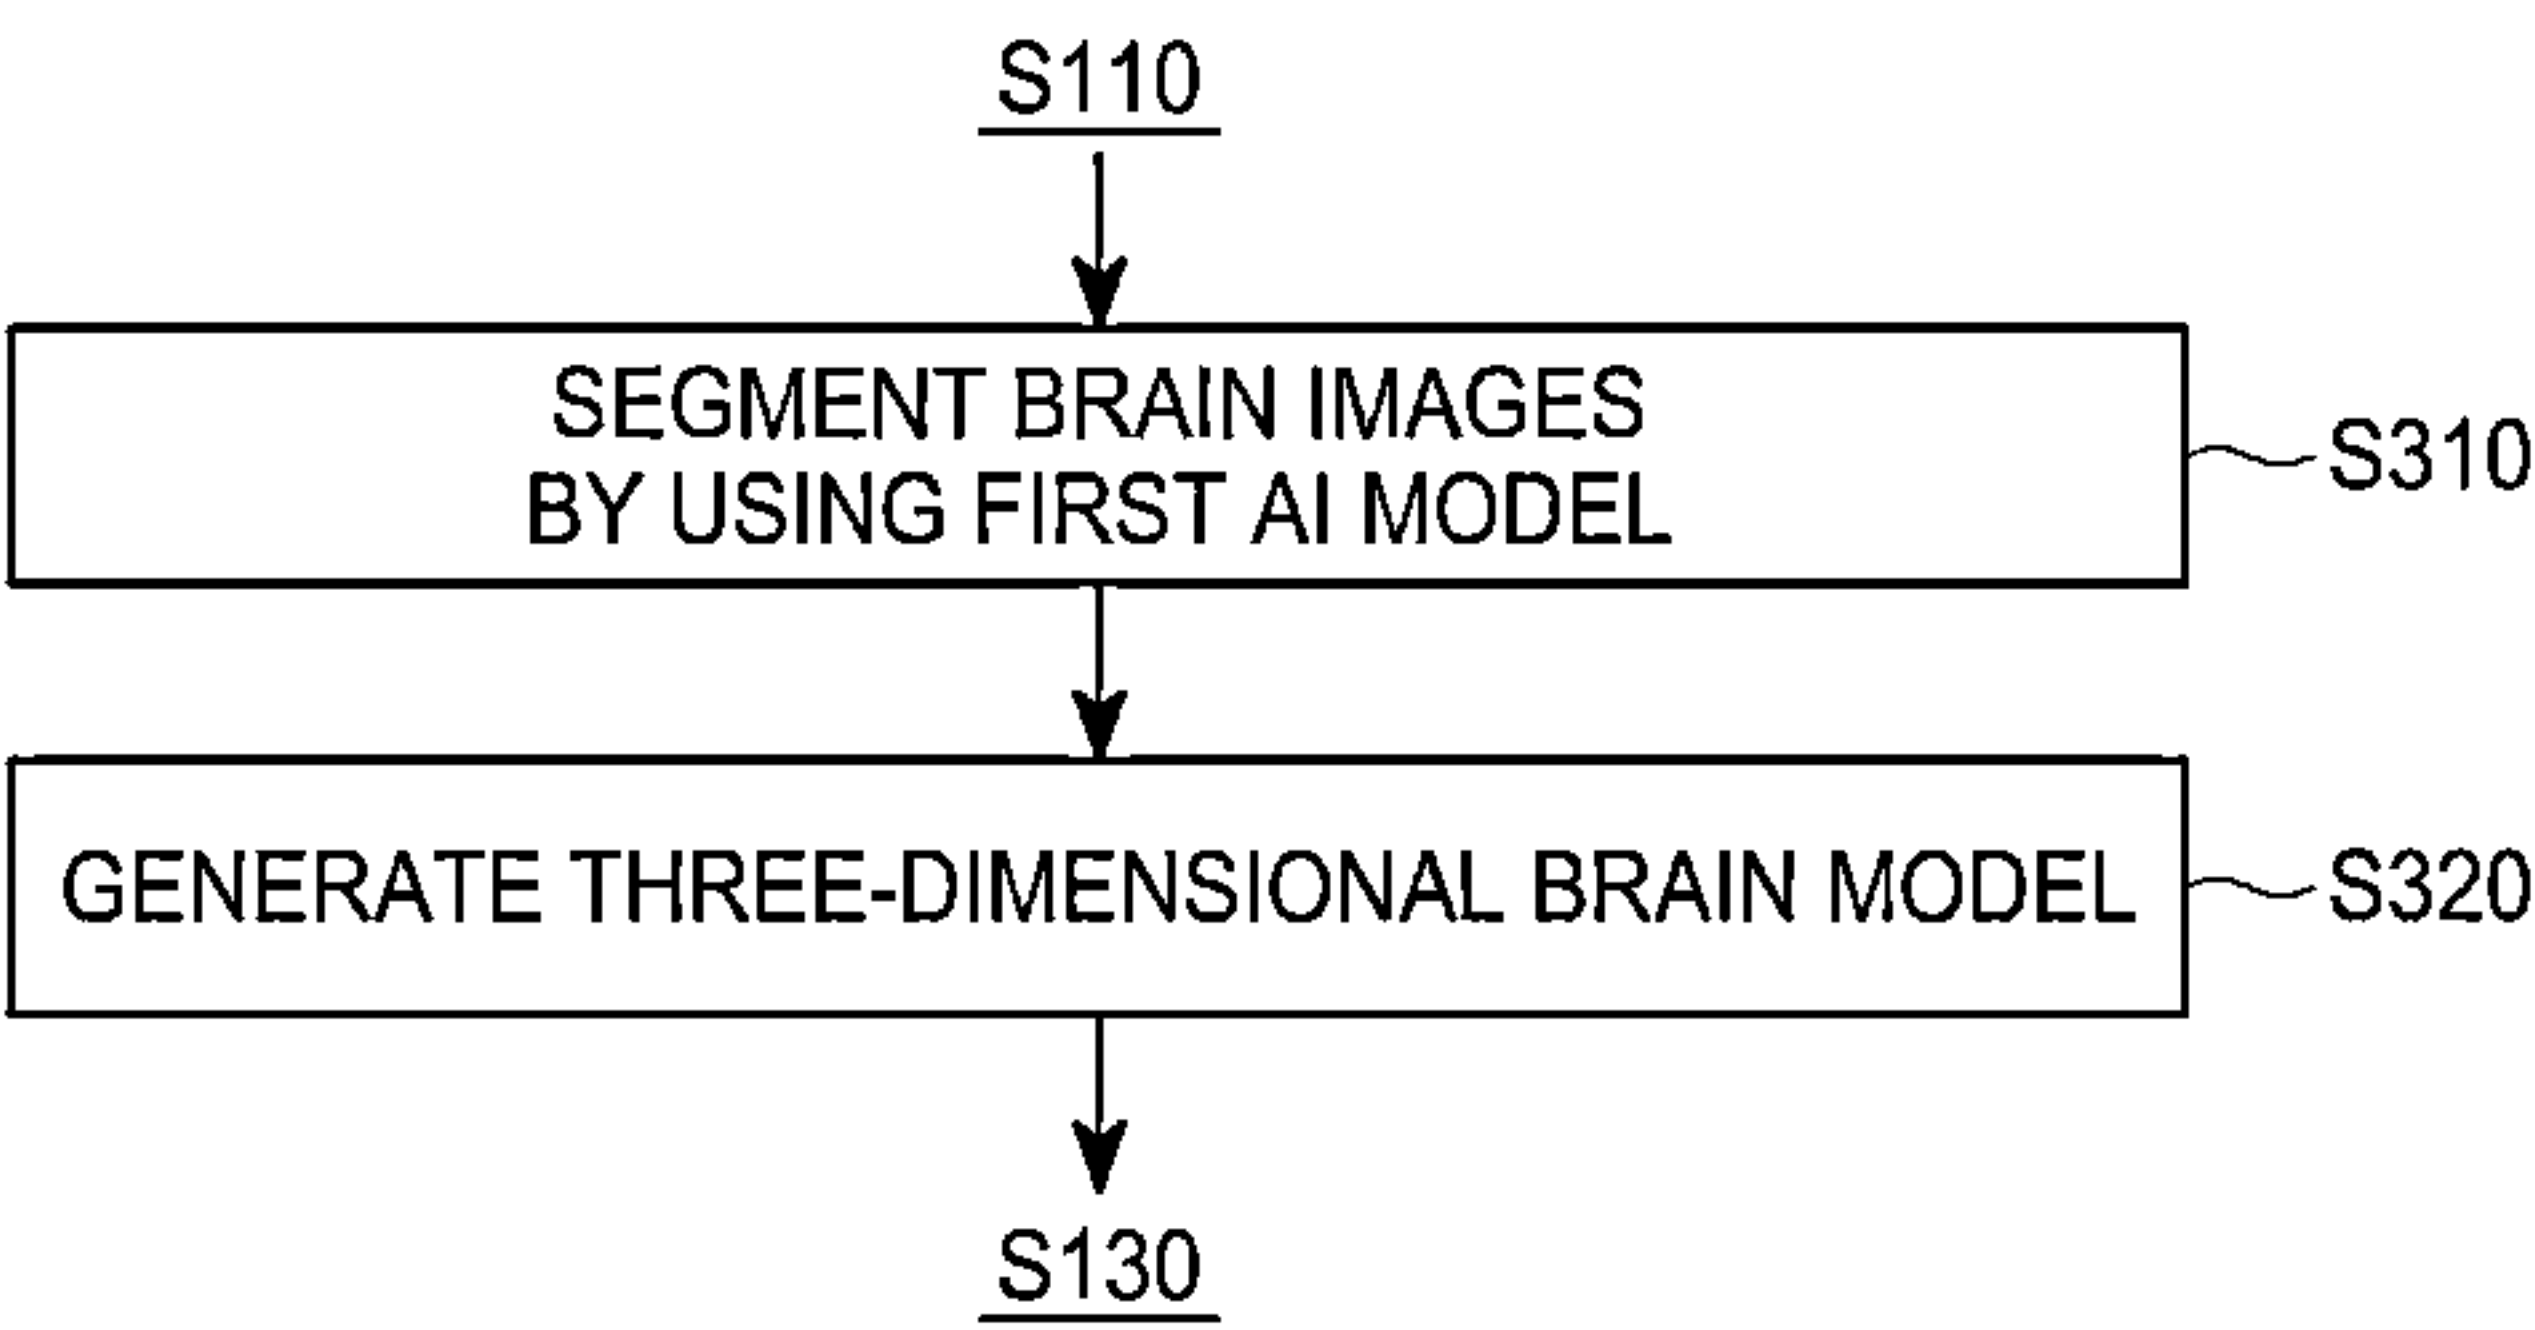 S110
SEGMENT BRAIN IMAGES
BY USING FIRST AI MODEL
S310
GENERATE THREE-DIMENSIONAL BRAIN MODEL
S320
S130